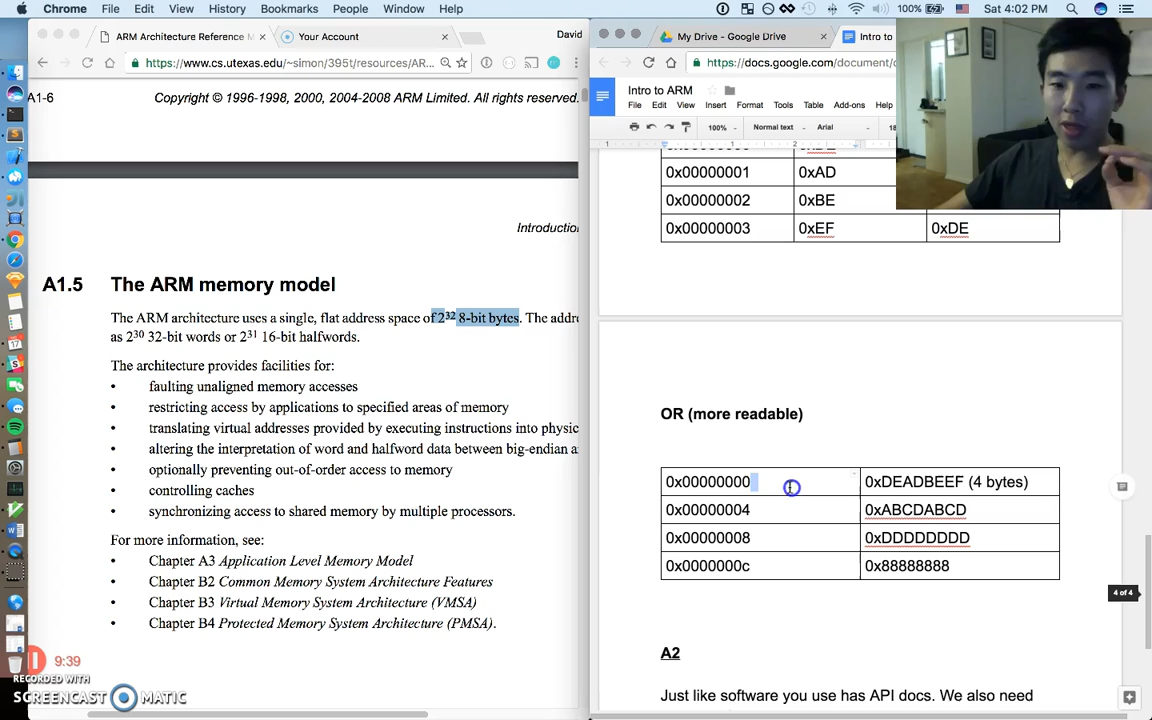 Chrome File Edit View History Bookmarks People Window Help 100% Sat 4:02 PM
ARM Architecture Reference M
Your Account
David
https://www.cs.utexas.edu/~simon/395t/resources/AR...
A1-6
Copyright © 1996-1998, 2000, 2004-2008 ARM Limited. All rights reserved.
Introduction
A1.5 The ARM memory model
The ARM architecture uses a single, flat address space of 2³² 8-bit bytes. The addre
as 2³⁰ 32-bit words or 2³¹ 16-bit halfwords.
The architecture provides facilities for:
• faulting unaligned memory accesses
• restricting access by applications to specified areas of memory
• translating virtual addresses provided by executing instructions into physic
• altering the interpretation of word and halfword data between big-endian a
• optionally preventing out-of-order access to memory
• controlling caches
• synchronizing access to shared memory by multiple processors.
For more information, see:
• Chapter A3 Application Level Memory Model
• Chapter B2 Common Memory System Architecture Features
• Chapter B3 Virtual Memory System Architecture (VMSA)
• Chapter B4 Protected Memory System Architecture (PMSA).
9:39
RECORDED WITH
SCREENCAST MATIC
My Drive - Google Drive
Intro to
https://docs.google.com/document/
Intro to ARM
File Edit View Insert Format Tools Table Add-ons Help
100% Normal text Arial 18
1 1 2
0x00000001 0xAD
0x00000002 0xBE
0x00000003 0xEF 0xDE
OR (more readable)
0x00000000 0xDEADBEEF (4 bytes)
0x00000004 0xABCDABCD
0x00000008 0xDDDDDDDD
0x0000000c 0x88888888
4 of 4
A2
Just like software you use has API docs. We also need